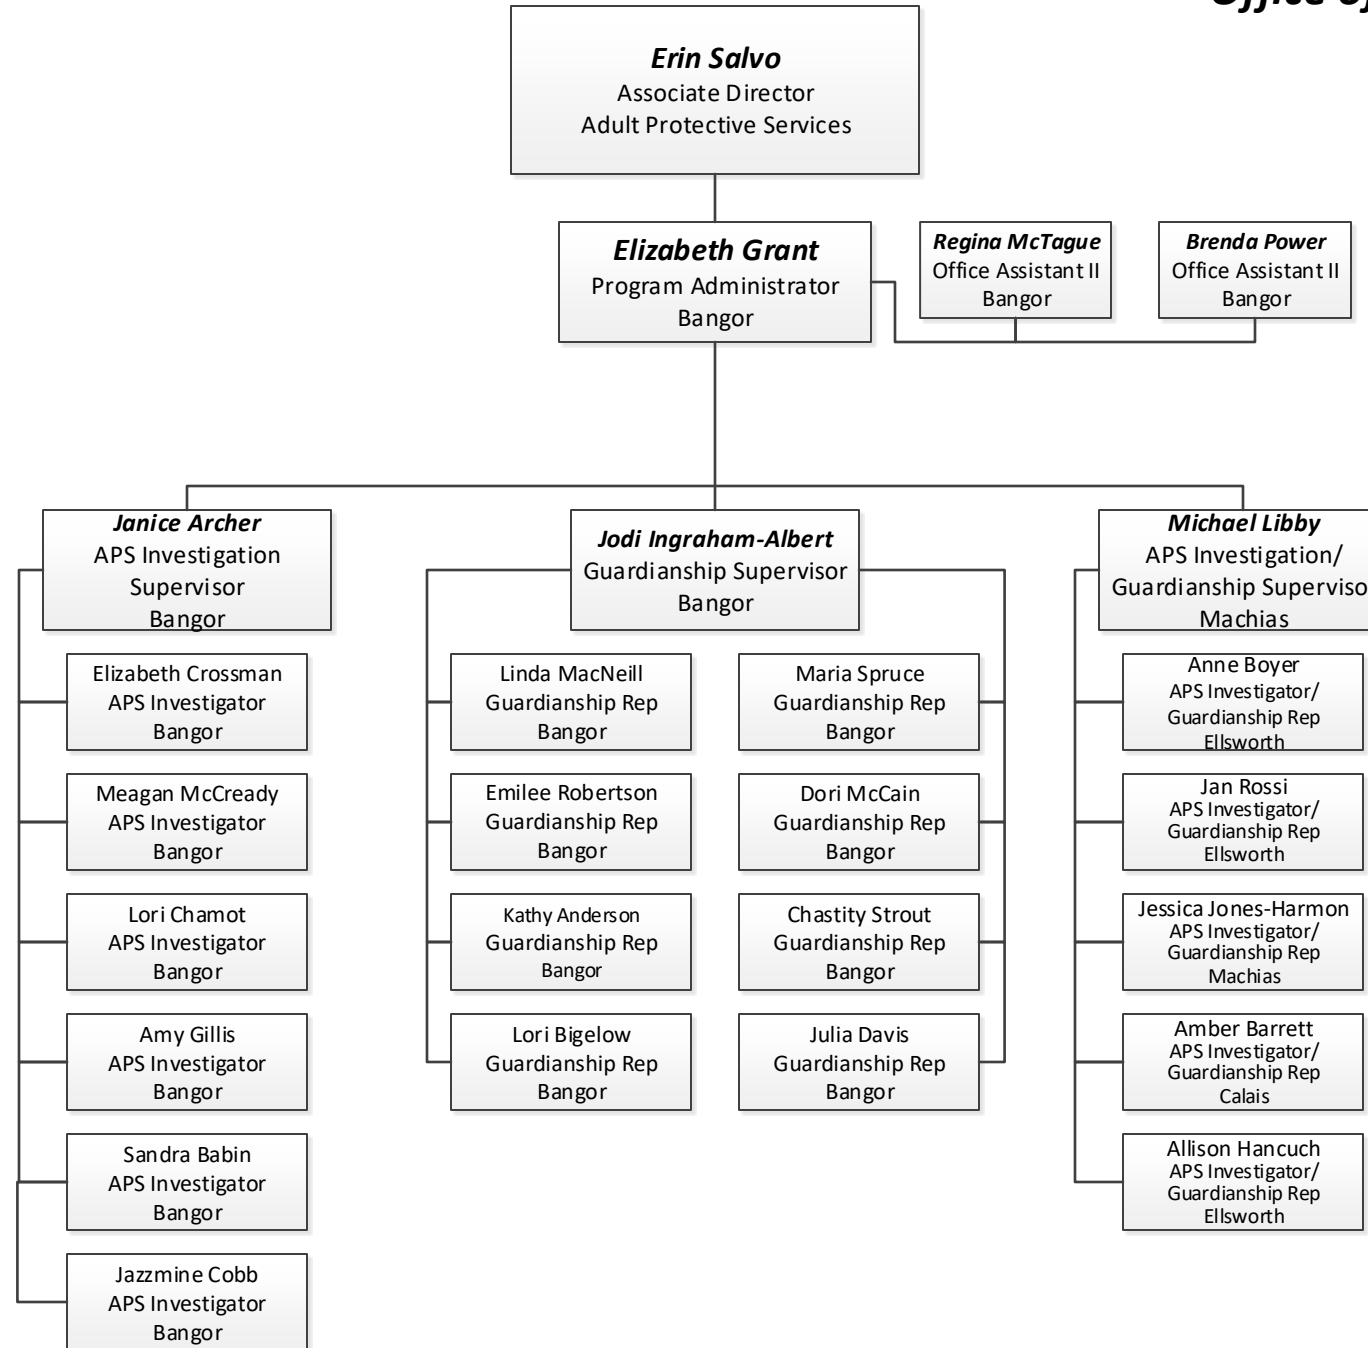 Office of
Erin Salvo
Associate Director
Adult Protective Services
Elizabeth Grant
Program Administrator
Bangor
Regina McTague
Office Assistant II
Bangor
Brenda Power
Office Assistant II
Bangor
Janice Archer
APS Investigation
Supervisor
Bangor
Jodi Ingraham-Albert
Guardianship Supervisor
Bangor
Michael Libby
APS Investigation/
Guardianship Superviso
Machias
Elizabeth Crossman
APS Investigator
Bangor
Meagan McCready
APS Investigator
Bangor
Lori Chamot
APS Investigator
Bangor
Amy Gillis
APS Investigator
Bangor
Sandra Babin
APS Investigator
Bangor
Jazzmine Cobb
APS Investigator
Bangor
Linda MacNeill
Guardianship Rep
Bangor
Emilee Robertson
Guardianship Rep
Bangor
Kathy Anderson
Guardianship Rep
Bangor
Lori Bigelow
Guardianship Rep
Bangor
Maria Spruce
Guardianship Rep
Bangor
Dori McCain
Guardianship Rep
Bangor
Chastity Strout
Guardianship Rep
Bangor
Julia Davis
Guardianship Rep
Bangor
Anne Boyer
APS Investigator/
Guardianship Rep
Ellsworth
Jan Rossi
APS Investigator/
Guardianship Rep
Ellsworth
Jessica Jones-Harmon
APS Investigator/
Guardianship Rep
Machias
Amber Barrett
APS Investigator/
Guardianship Rep
Calais
Allison Hancuch
APS Investigator/
Guardianship Rep
Ellsworth